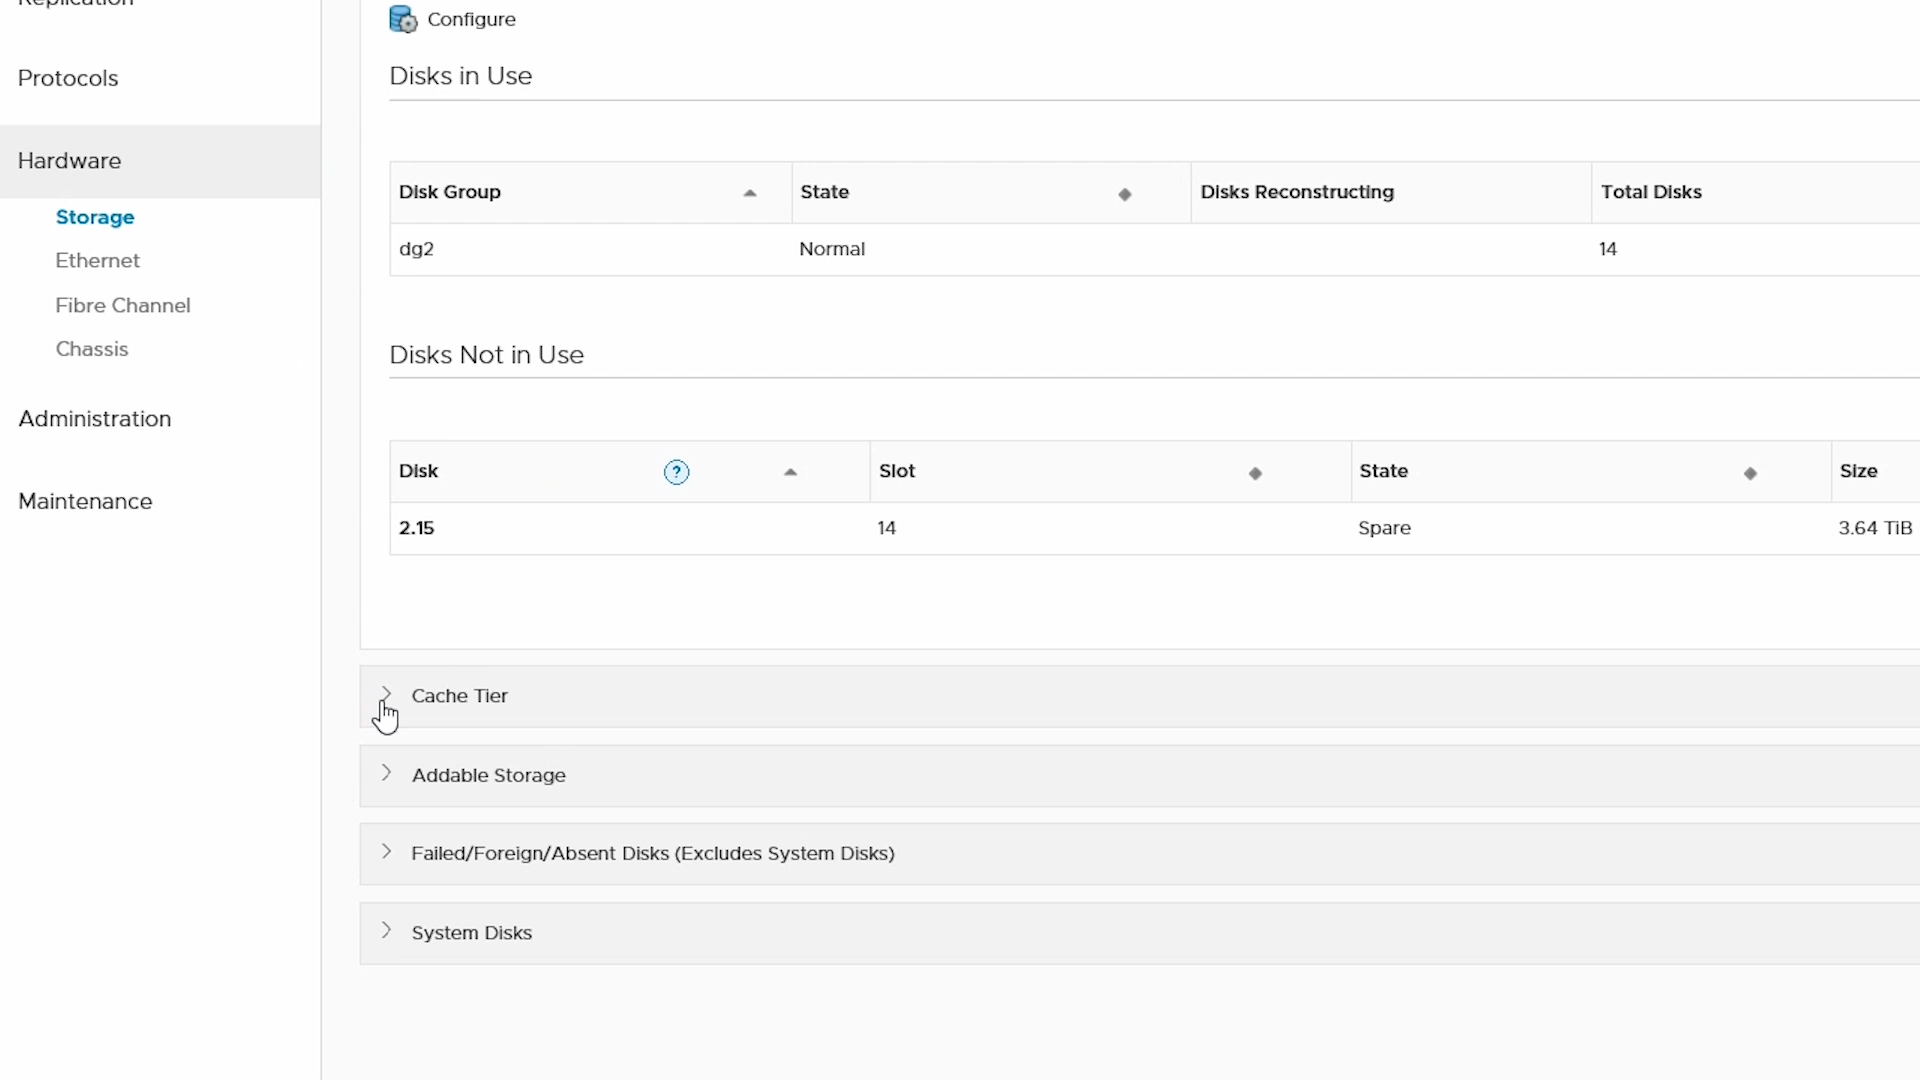 Replication
Protocols
Hardware
Storage
Ethernet
Fibre Channel
Chassis
Administration
Maintenance
Configure
Disks in Use
Disk Group State Disks Reconstructing Total Disks
dg2 Normal 14
Disks Not in Use
Disk ? Slot State Size
2.15 14 Spare 3.64 TiB
Cache Tier
Addable Storage
Failed/Foreign/Absent Disks (Excludes System Disks)
System Disks